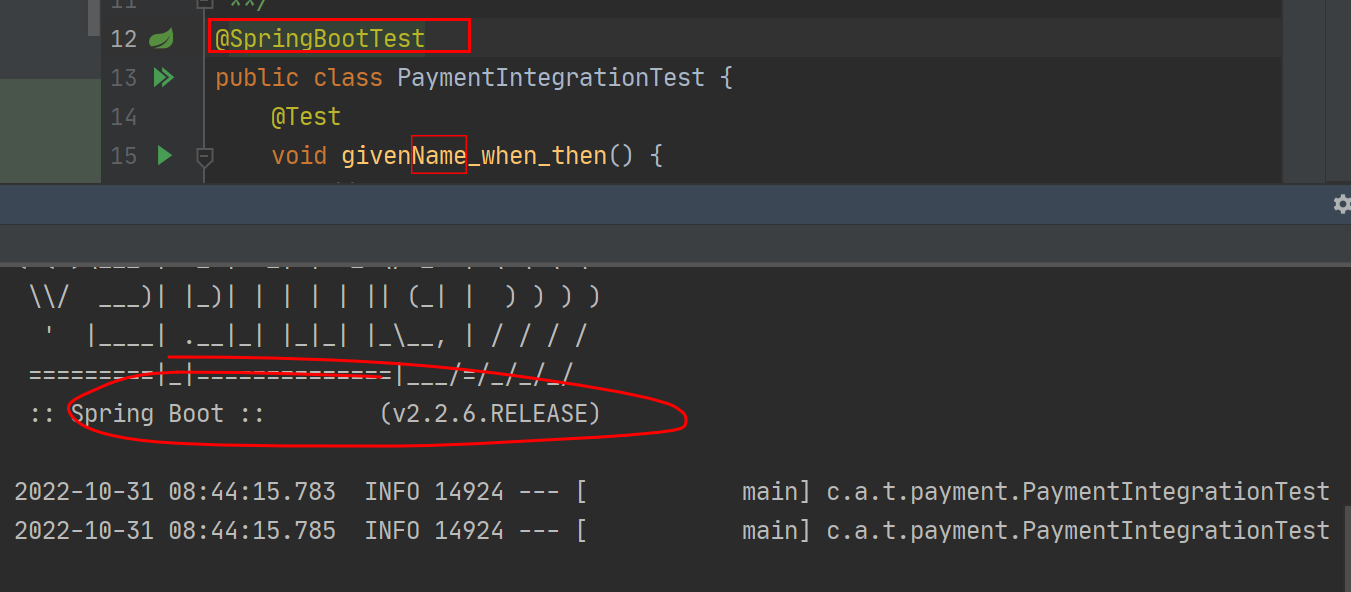 11 **/
12 @SpringBootTest
13 public class PaymentIntegrationTest {
14 @Test
15 void givenName_when_then() {
\\/  ___)| |_)| | | | | || (_| |  ) ) ) )
'  |____| .__|_| |_|_| |_\__, | / / / /
=========|_|==============|___/=/_/_/_/
:: Spring Boot ::        (v2.2.6.RELEASE)
2022-10-31 08:44:15.783  INFO 14924 --- [           main] c.a.t.payment.PaymentIntegrationTest
2022-10-31 08:44:15.785  INFO 14924 --- [           main] c.a.t.payment.PaymentIntegrationTest